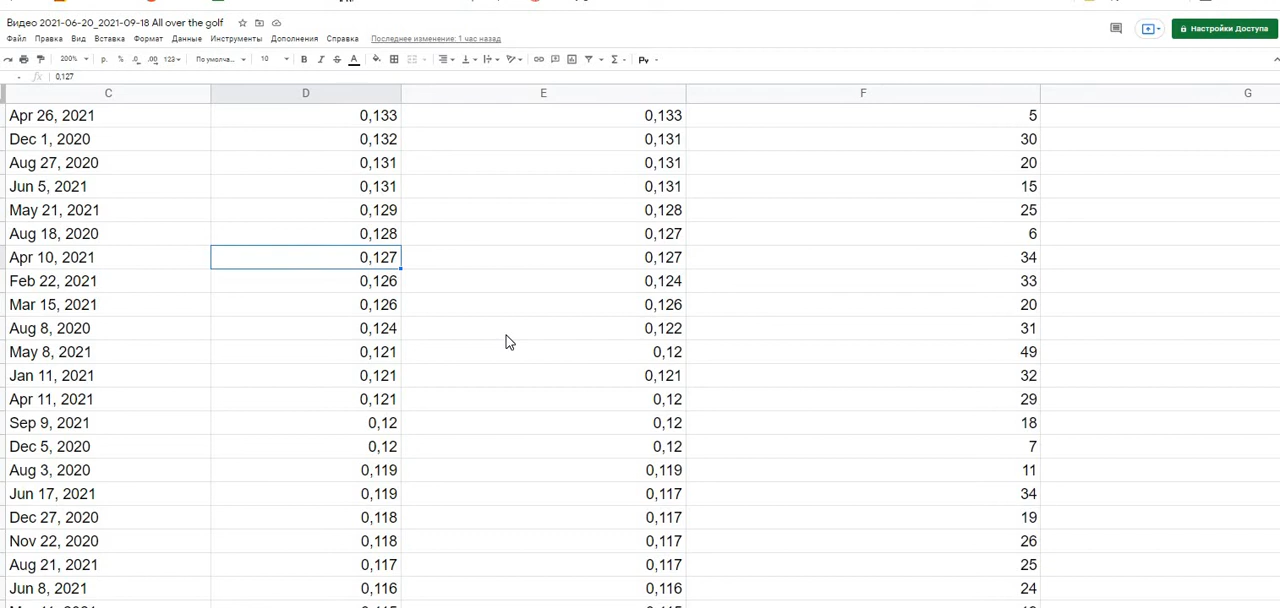 Видео 2021-06-20_2021-09-18 All over the golf
Файл Правка Вид Вставка Формат Данные Инструменты Дополнения Справка Последнее изменение: 1 час назад
Настройки Доступа
200% р. % .0 .00 123 По умолча... 10 B I S A Σ Pγ
fx 0,127
C D E F G
Apr 26, 2021 0,133 0,133 5
Dec 1, 2020 0,132 0,131 30
Aug 27, 2020 0,131 0,131 20
Jun 5, 2021 0,131 0,131 15
May 21, 2021 0,129 0,128 25
Aug 18, 2020 0,128 0,127 6
Apr 10, 2021 0,127 0,127 34
Feb 22, 2021 0,126 0,124 33
Mar 15, 2021 0,126 0,126 20
Aug 8, 2020 0,124 0,122 31
May 8, 2021 0,121 0,12 49
Jan 11, 2021 0,121 0,121 32
Apr 11, 2021 0,121 0,12 29
Sep 9, 2021 0,12 0,12 18
Dec 5, 2020 0,12 0,12 7
Aug 3, 2020 0,119 0,119 11
Jun 17, 2021 0,119 0,117 34
Dec 27, 2020 0,118 0,117 19
Nov 22, 2020 0,118 0,117 26
Aug 21, 2021 0,117 0,117 25
Jun 8, 2021 0,116 0,116 24